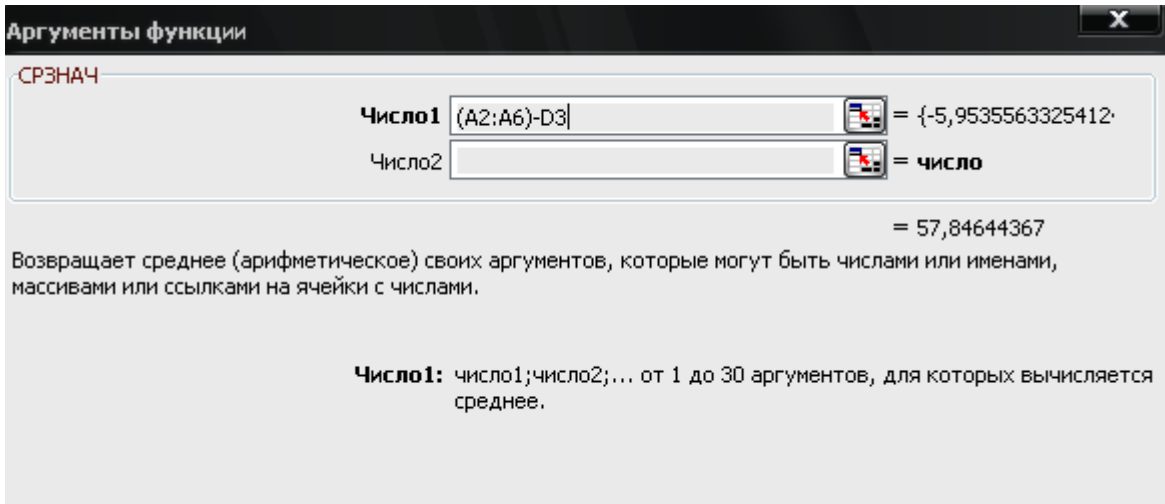 Аргументы функции
X
СРЗНАЧ
Число1 (A2:A6)-D3 = {-5,9535563325412
Число2 = число
= 57,84644367
Возвращает среднее (арифметическое) своих аргументов, которые могут быть числами или именами,
массивами или ссылками на ячейки с числами.
Число1: число1;число2;... от 1 до 30 аргументов, для которых вычисляется
среднее.